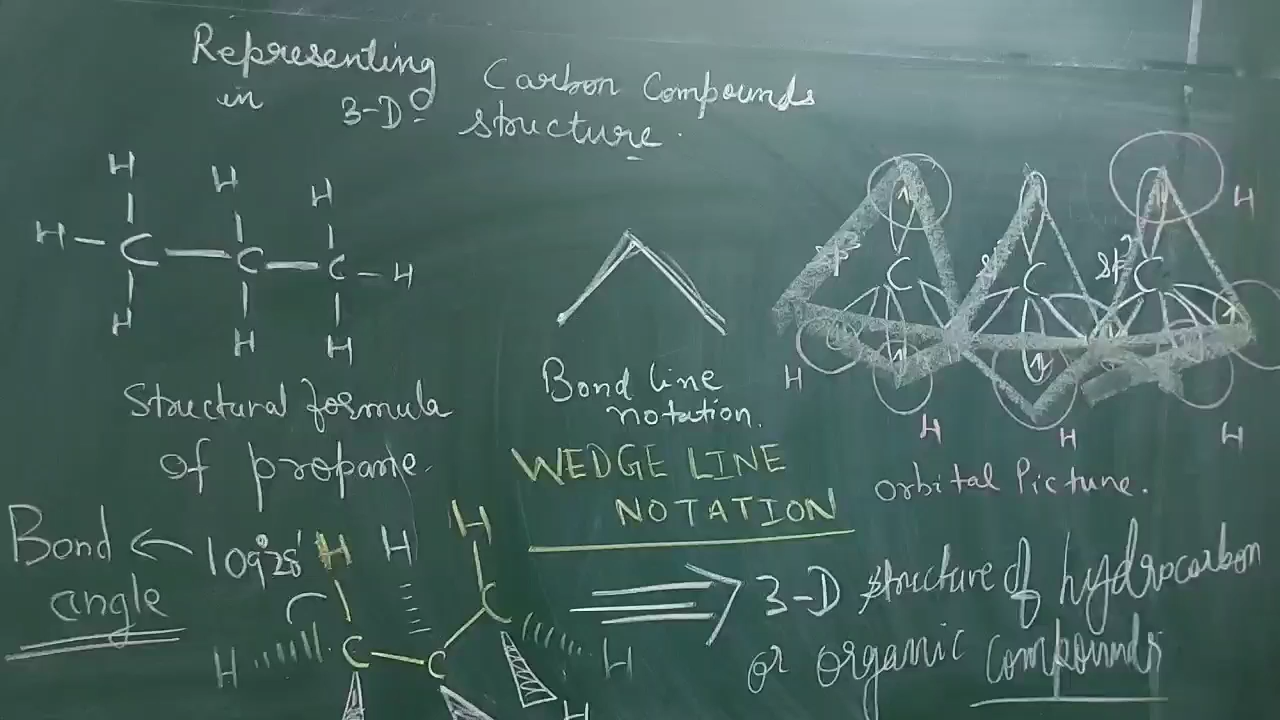 Representing Carbon Compounds
in 3-D structure.
H H H
H C C C H
H H H
Structural formula
of propane.
Bond line
notation.
WEDGE LINE
NOTATION
C C C
sp³
H
H H H H
Orbital Picture.
Bond ← 109°28'
angle
H H H
H C C C H
H
⇒ 3-D structure of hydrocarbon
or organic compounds